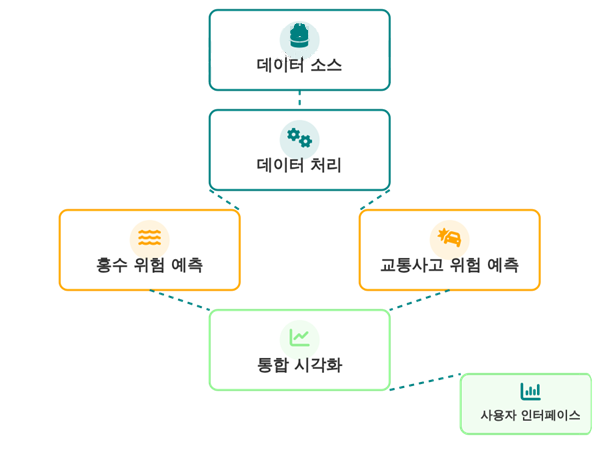 데이터 소스
데이터 처리
홍수 위험 예측
교통사고 위험 예측
통합 시각화
사용자 인터페이스